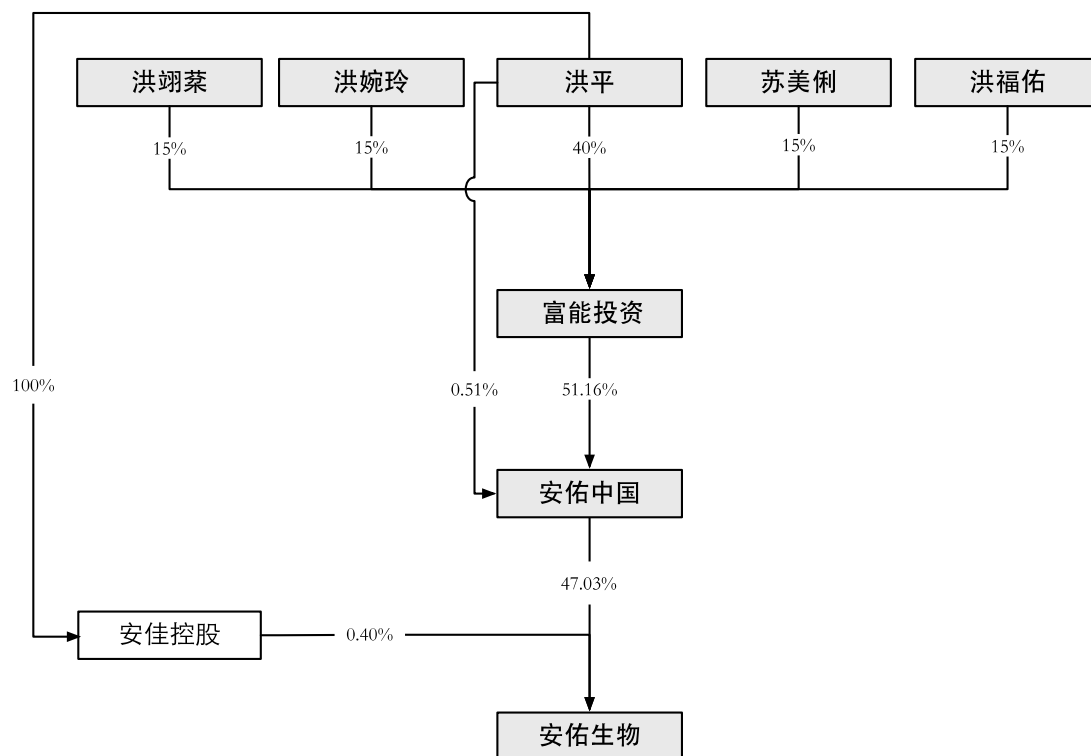 洪翊棻 洪婉玲 洪平 苏美俐 洪福佑
15% 15% 40% 15% 15%
富能投资
100% 0.51% 51.16%
安佑中国
47.03%
安佳控股 0.40%
安佑生物